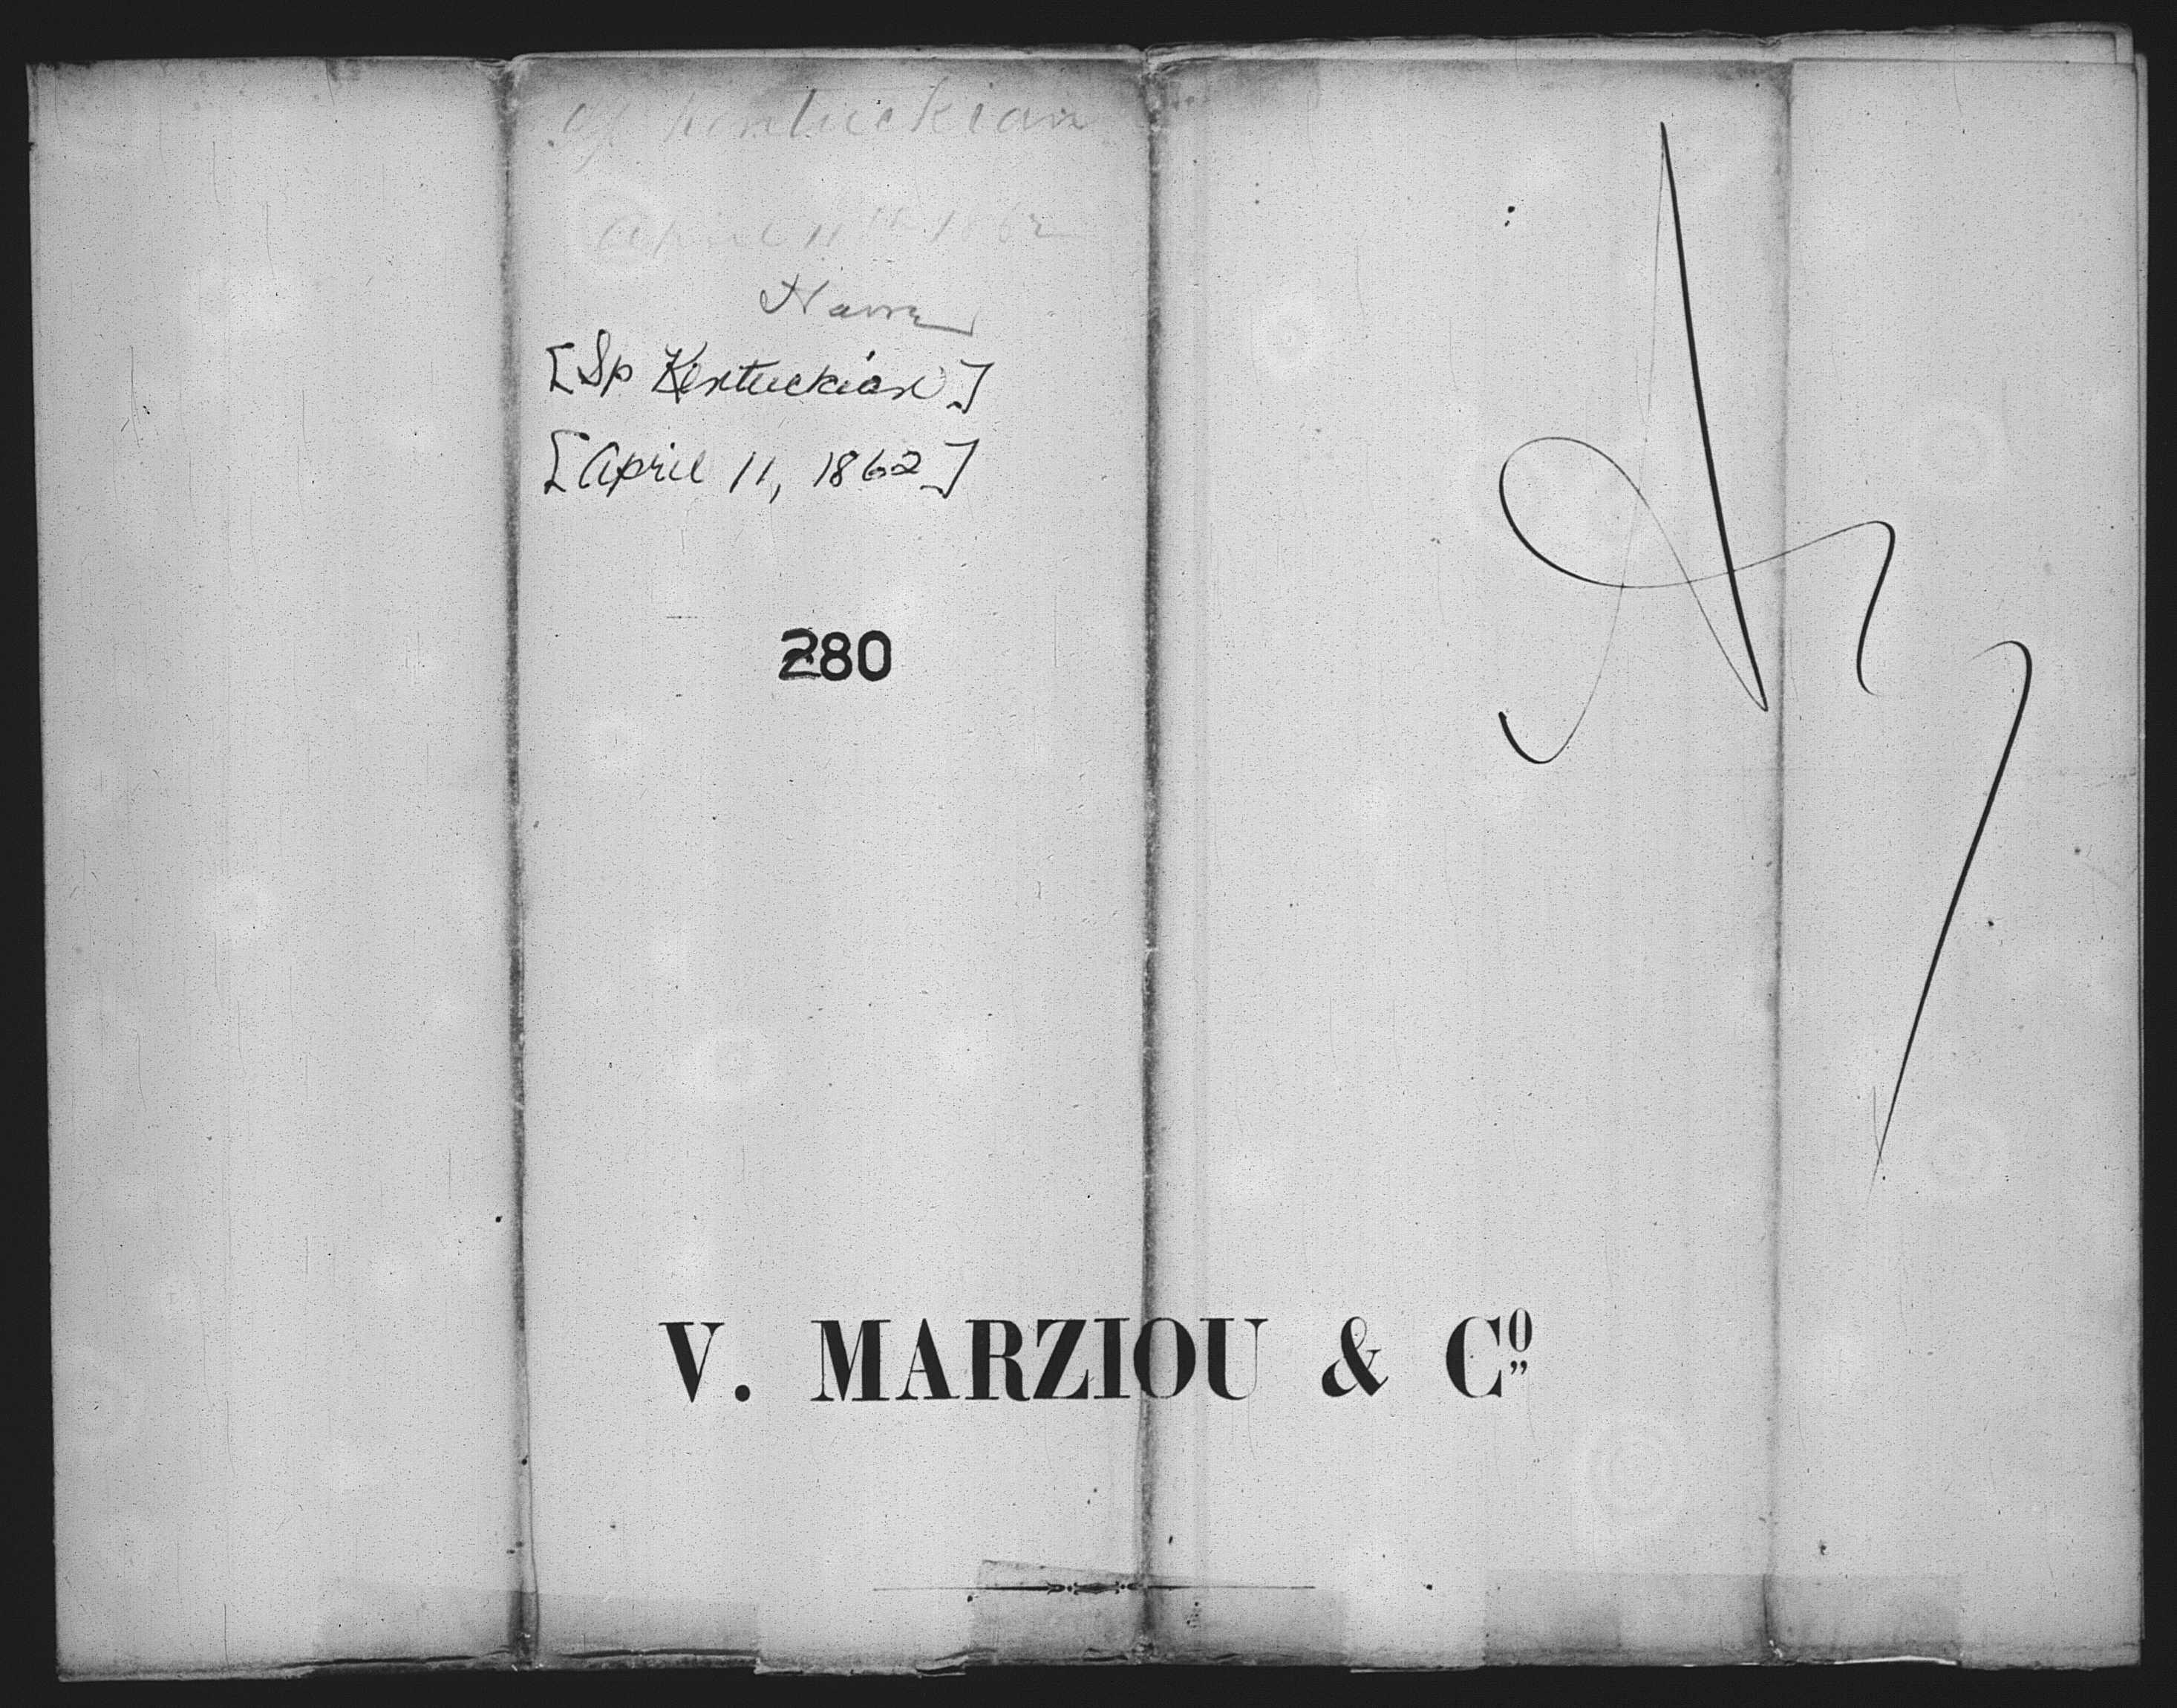 Sp Kentuckian
April 11th 1862
Havre
[Sp Kentuckian]
[April 11, 1862]
280
V. MARZIOU & Cº